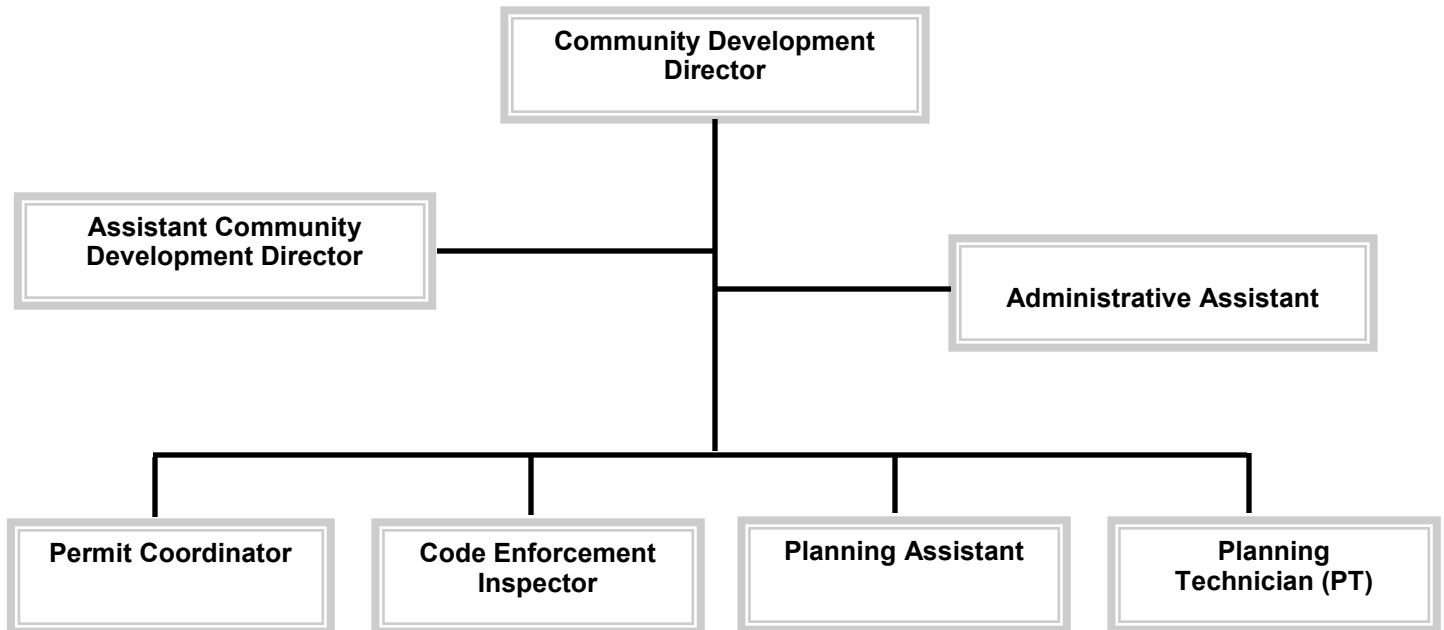 Community Development
Director
Assistant Community
Development Director
Administrative Assistant
Permit Coordinator
Code Enforcement
Inspector
Planning Assistant
Planning
Technician (PT)